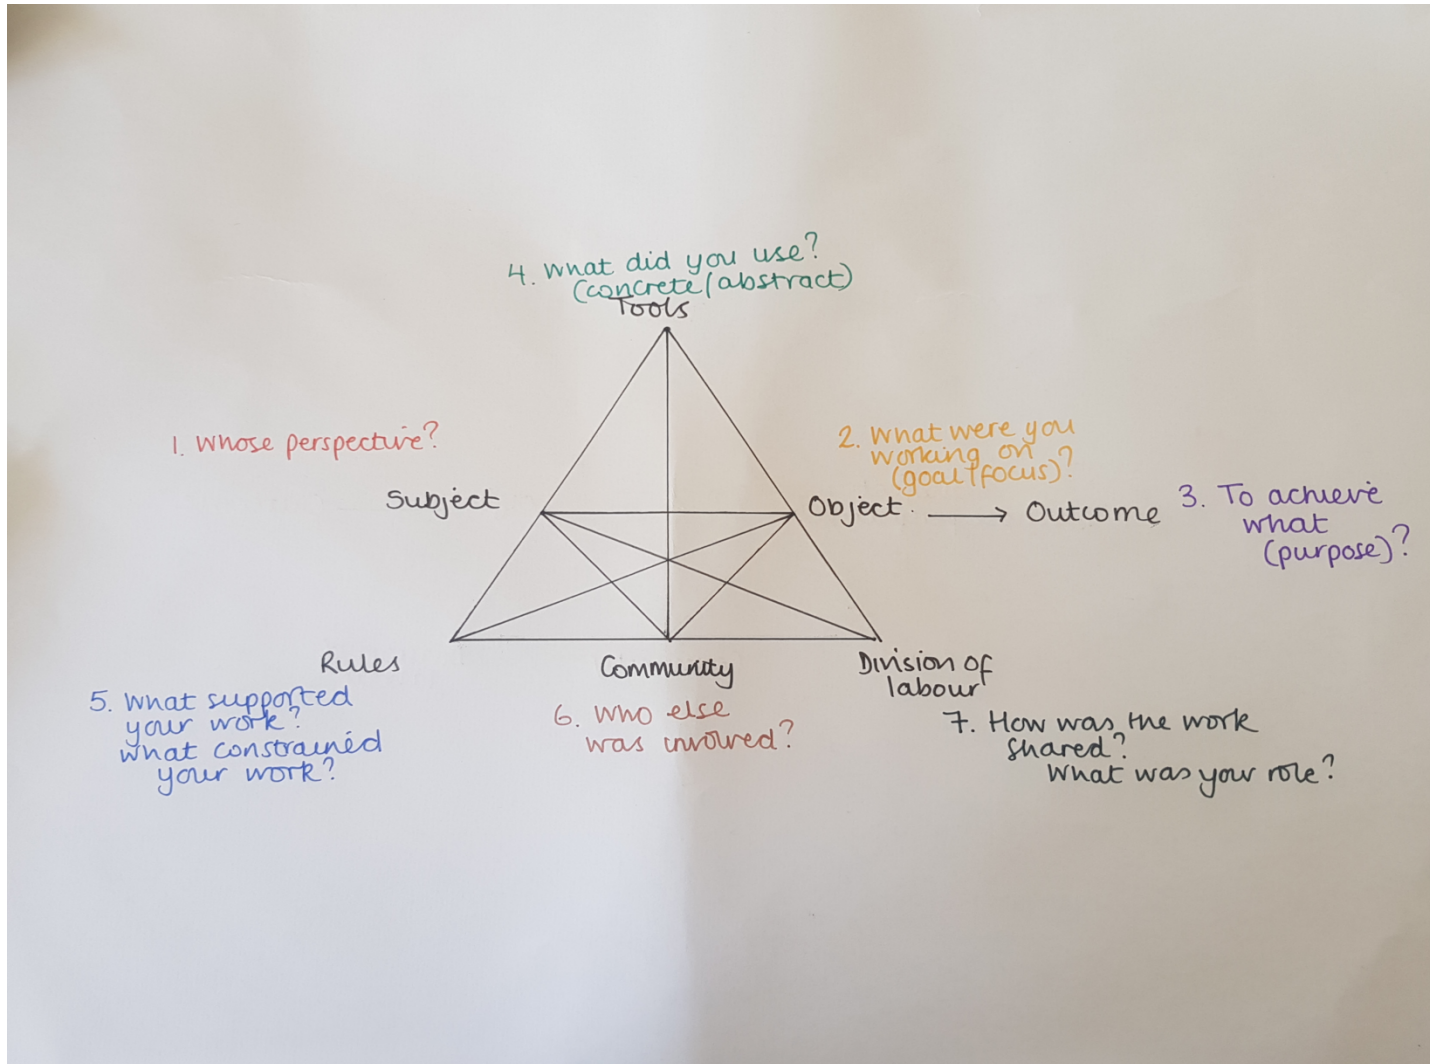 4. What did you use?
(concrete/abstract)
Tools
1. Whose perspective?
2. What were you
working on
(goal/focus)?
Subject
Object
Outcome
3. To achieve
what
(purpose)?
Rules
Community
Division of
labour
5. What supported
your work?
What constrained
your work?
6. Who else
was involved?
7. How was the work
shared?
What was your role?